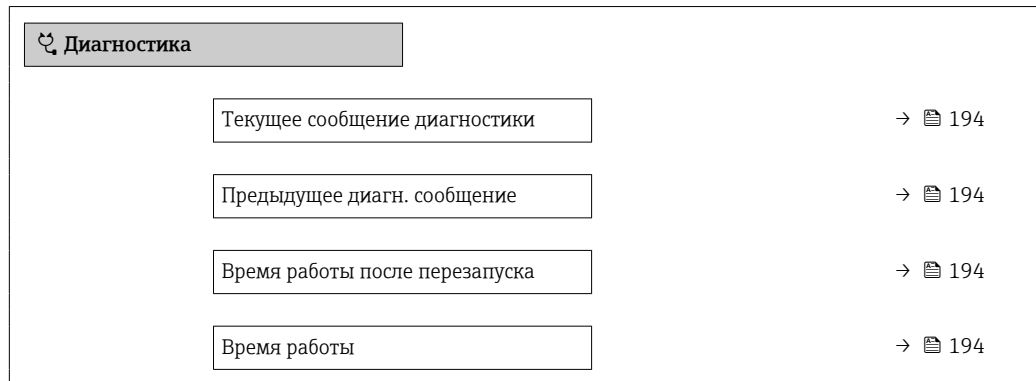 Диагностика
Текущее сообщение диагностики → 194
Предыдущее диагн. сообщение → 194
Время работы после перезапуска → 194
Время работы → 194